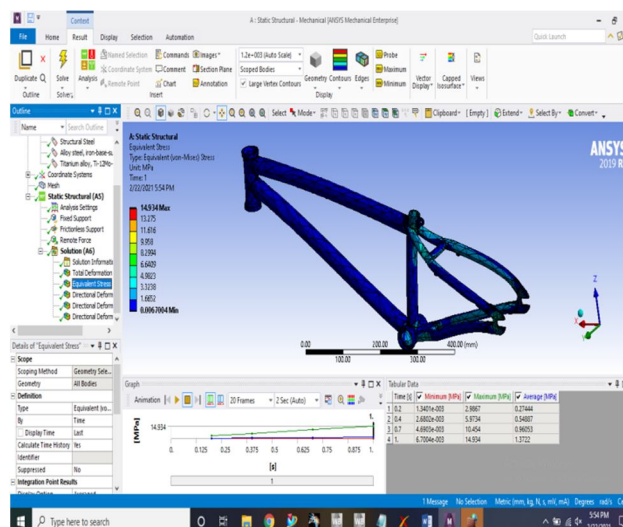 Context
A : Static Structural - Mechanical [ANSYS Mechanical Enterprise]
File Home Result Display Selection Automation
Quick Launch
Duplicate Solve Analysis
Named Selection Commands Images
Coordinate System Comment Section Plane
Remote Point Chart Annotation
1.2e+003 (Auto Scale)
Scoped Bodies
Large Vertex Contours
Geometry Contours Edges
Probe
Maximum
Minimum
Vector Display
Capped Isosurface
Views
Outline Solve Insert Display
Outline
Name Search Outline
Select Mode Clipboard [ Empty ] Extend Select By Convert
Structural Steel
Alloy steel, iron-base-s
Titanium alloy, Ti-12Mo-
Coordinate Systems
Mesh
Static Structural (A5)
Analysis Settings
Fixed Support
Frictionless Support
Remote Force
Solution (A6)
Solution Informati
Total Deformation
Equivalent Stress
Directional Deform
Directional Deform
Directional Deform
A: Static Structural
Equivalent Stress
Type: Equivalent (von-Mises) Stress
Unit: MPa
Time: 1
2/22/2021 5:54 PM
14.934 Max
13.275
11.616
9.958
8.2994
6.6409
4.9823
3.3238
1.6652
0.0067004 Min
ANSYS
2019 R
Z
0.00 200.00 400.00 (mm)
100.00 300.00
Details of "Equivalent Stress"
Scope
Scoping Method Geometry Sele...
Geometry All Bodies
Definition
Type Equivalent (vo...
By Time
Display Time Last
Calculate Time History Yes
Identifier
Suppressed No
Integration Point Results
Graph
Animation 20 Frames 2 Sec (Auto)
[MPa]
14.934
1.
0. 0.125 0.25 0.375 0.5 0.625 0.75 0.875 1.
[s]
1
Tabular Data
Time [s] Minimum [MPa] Maximum [MPa] Average [MPa]
1 0.2 1.3401e-003 2.9867 0.27444
2 0.4 2.6802e-003 5.9734 0.54887
3 0.7 4.6903e-003 10.454 0.96053
4 1. 6.7004e-003 14.934 1.3722
1 Message No Selection Metric (mm, kg, N, s, mV, mA) Degrees rad/s
Type here to search
5:54 PM